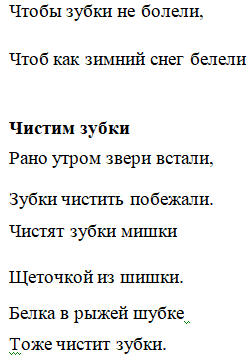 Чтобы зубки не болели,
Чтоб как зимний снег белели
Чистим зубки
Рано утром звери встали,
Зубки чистить побежали.
Чистят зубки мишки
Щеточкой из шишки.
Белка в рыжей шубке
Тоже чистит зубки.